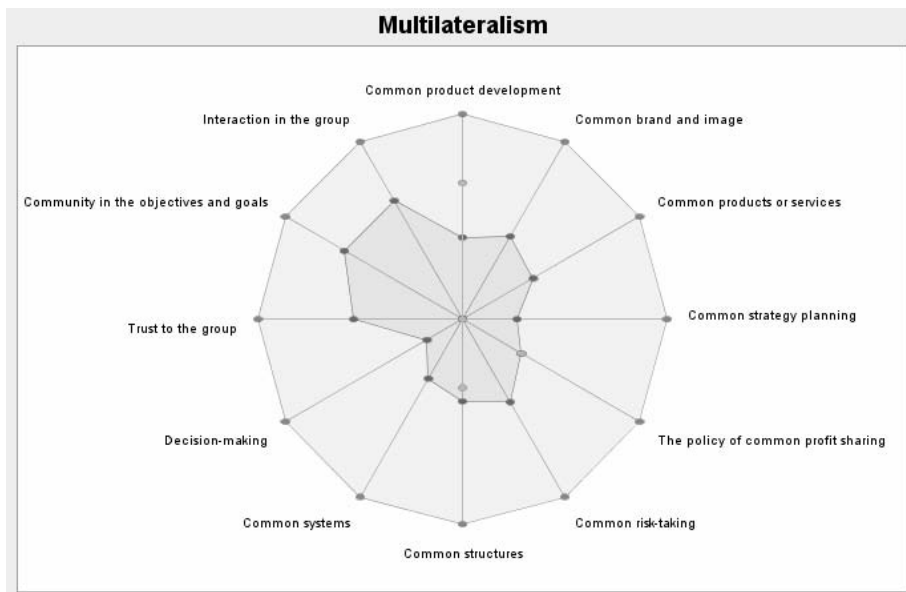 Multilateralism
Common product development
Interaction in the group
Common brand and image
Community in the objectives and goals
Common products or services
Trust to the group
Common strategy planning
Decision-making
The policy of common profit sharing
Common systems
Common risk-taking
Common structures